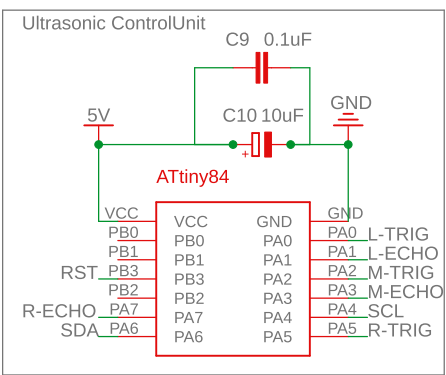 Ultrasonic ControlUnit
C9 0.1uF
5V
C10 10uF
GND
+
ATtiny84
VCC VCC GND GND
PB0 PB0 PA0 PA0 L-TRIG
PB1 PB1 PA1 PA1 L-ECHO
RST PB3 PB3 PA2 PA2 M-TRIG
PB2 PB2 PA3 PA3 M-ECHO
R-ECHO PA7 PA7 PA4 PA4 SCL
SDA PA6 PA6 PA5 PA5 R-TRIG